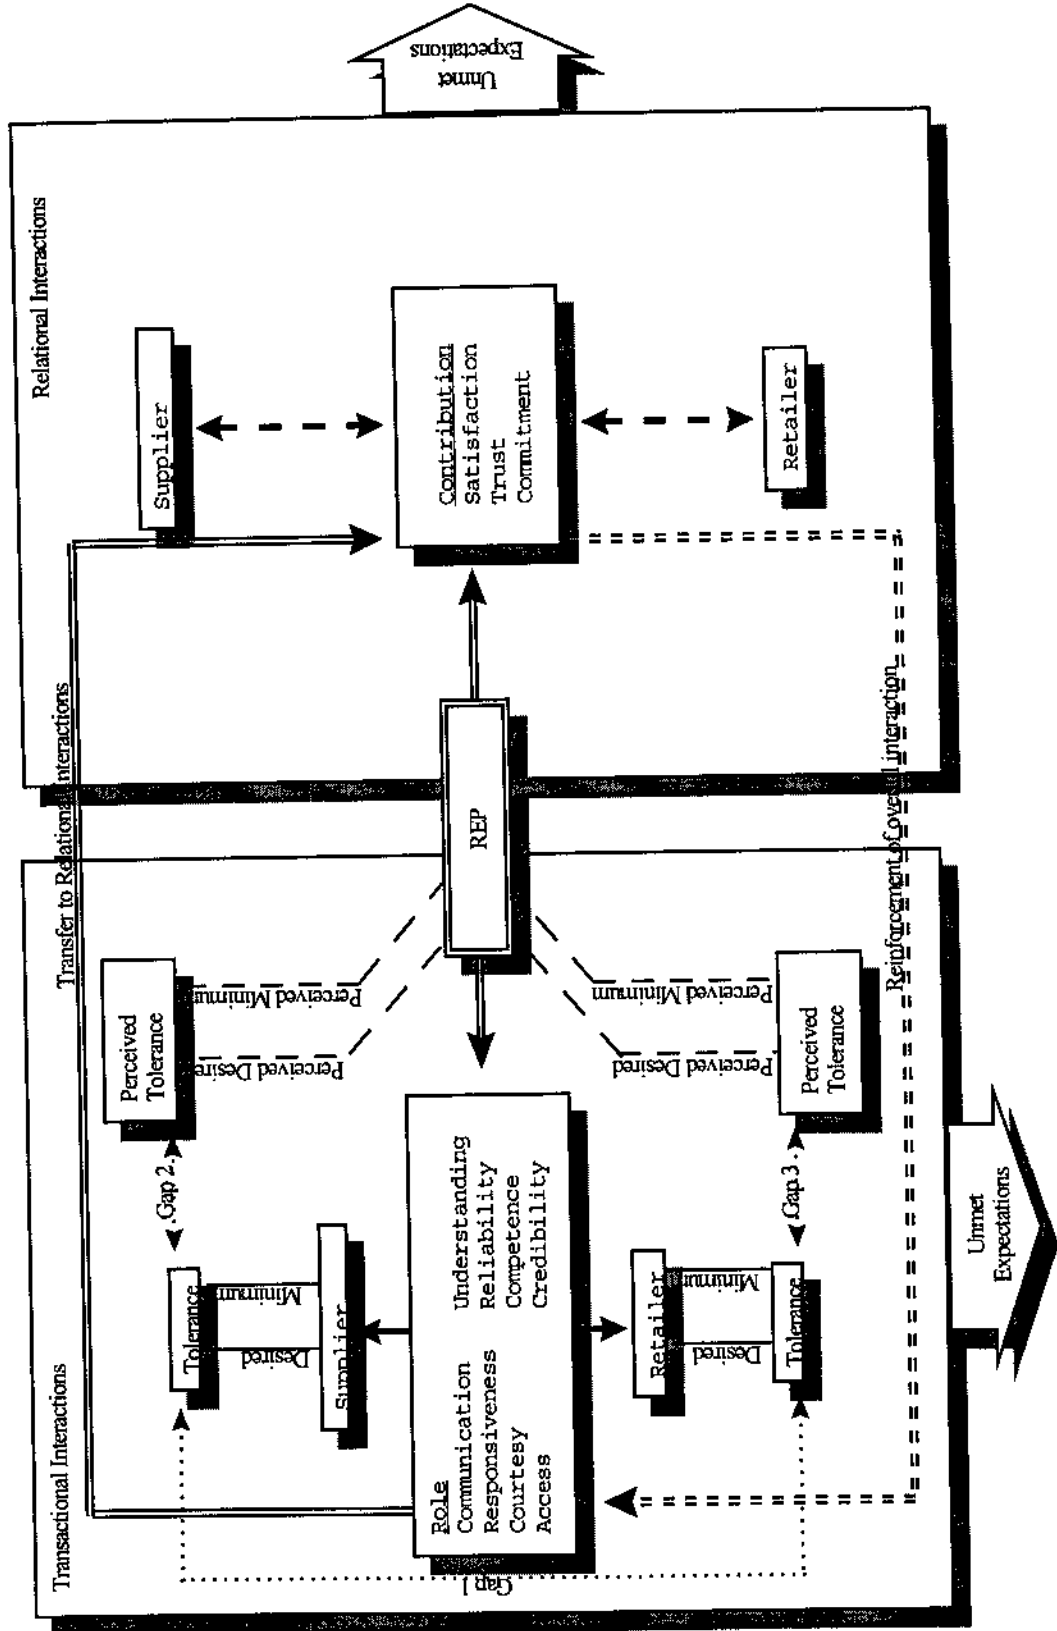 Transactional Interactions
Transfer to Relational Interactions
Relational Interactions
Tolerance
Gap 2
Perceived
Tolerance
Desired
Minimum
Perceived Desired
Perceived Minimum
Supplier
Supplier
Gap 1
Role
Communication Understanding
Responsiveness Reliability
Courtesy Competence
Access Credibility
REP
Contribution
Satisfaction
Trust
Commitment
Unmet
Expectations
Retailer
Desired
Minimum
Perceived Desired
Perceived Minimum
Retailer
Tolerance
Gap 3
Perceived
Tolerance
Reinforcement of overall interaction
Unmet
Expectations